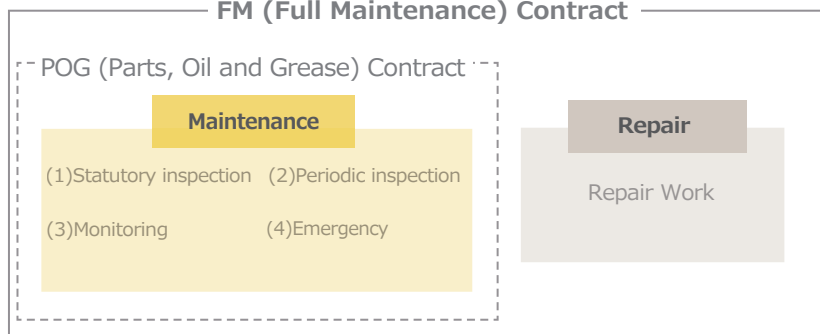 FM (Full Maintenance) Contract
POG (Parts, Oil and Grease) Contract
Maintenance
(1)Statutory inspection (2)Periodic inspection
(3)Monitoring (4)Emergency
Repair
Repair Work